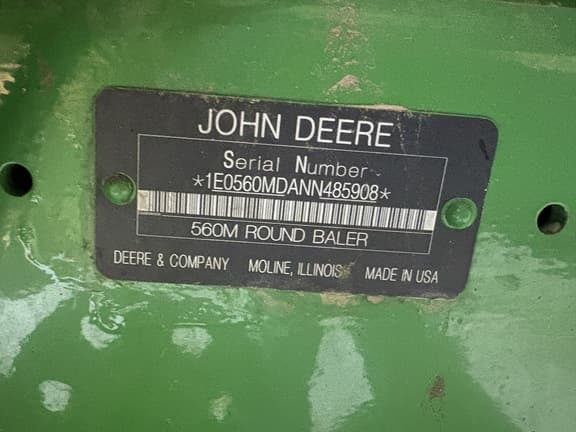 JOHN DEERE
Serial Number
*1E0560MDANN485908*
560M ROUND BALER
DEERE & COMPANY MOLINE, ILLINOIS MADE IN USA